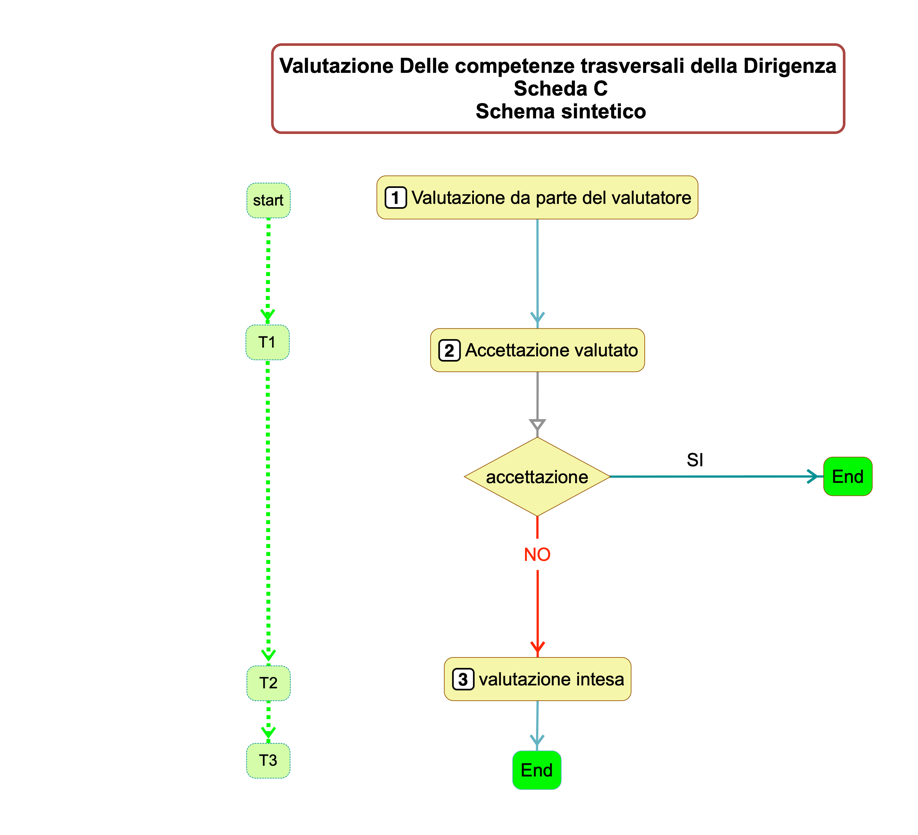 Valutazione Delle competenze trasversali della Dirigenza
Scheda C
Schema sintetico
start
1 Valutazione da parte del valutatore
T1
2 Accettazione valutato
accettazione
SI
End
NO
T2
3 valutazione intesa
T3
End